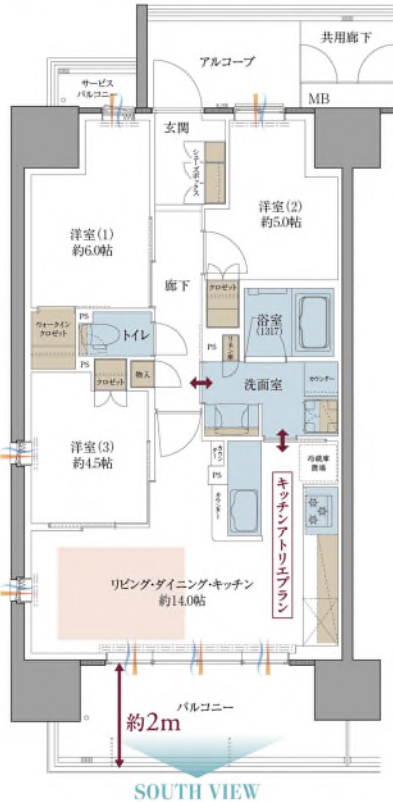 共用廊下
アルコーブ
サービス
バルコニー
MB
玄関
シューズボックス
洋室(1)
約6.0帖
洋室(2)
約5.0帖
廊下
クロゼット
浴室
(1317)
PS
トイレ
ウォークイン
クロゼット
PS
リネン庫
PS
洗面室
カウンター
クロゼット
物入
洋室(3)
約4.5帖
カウンター
PS
カウンター
冷蔵庫
置場
キッチンアトリエプラン
リビング・ダイニング・キッチン
約14.0帖
バルコニー
約2m
SOUTH VIEW